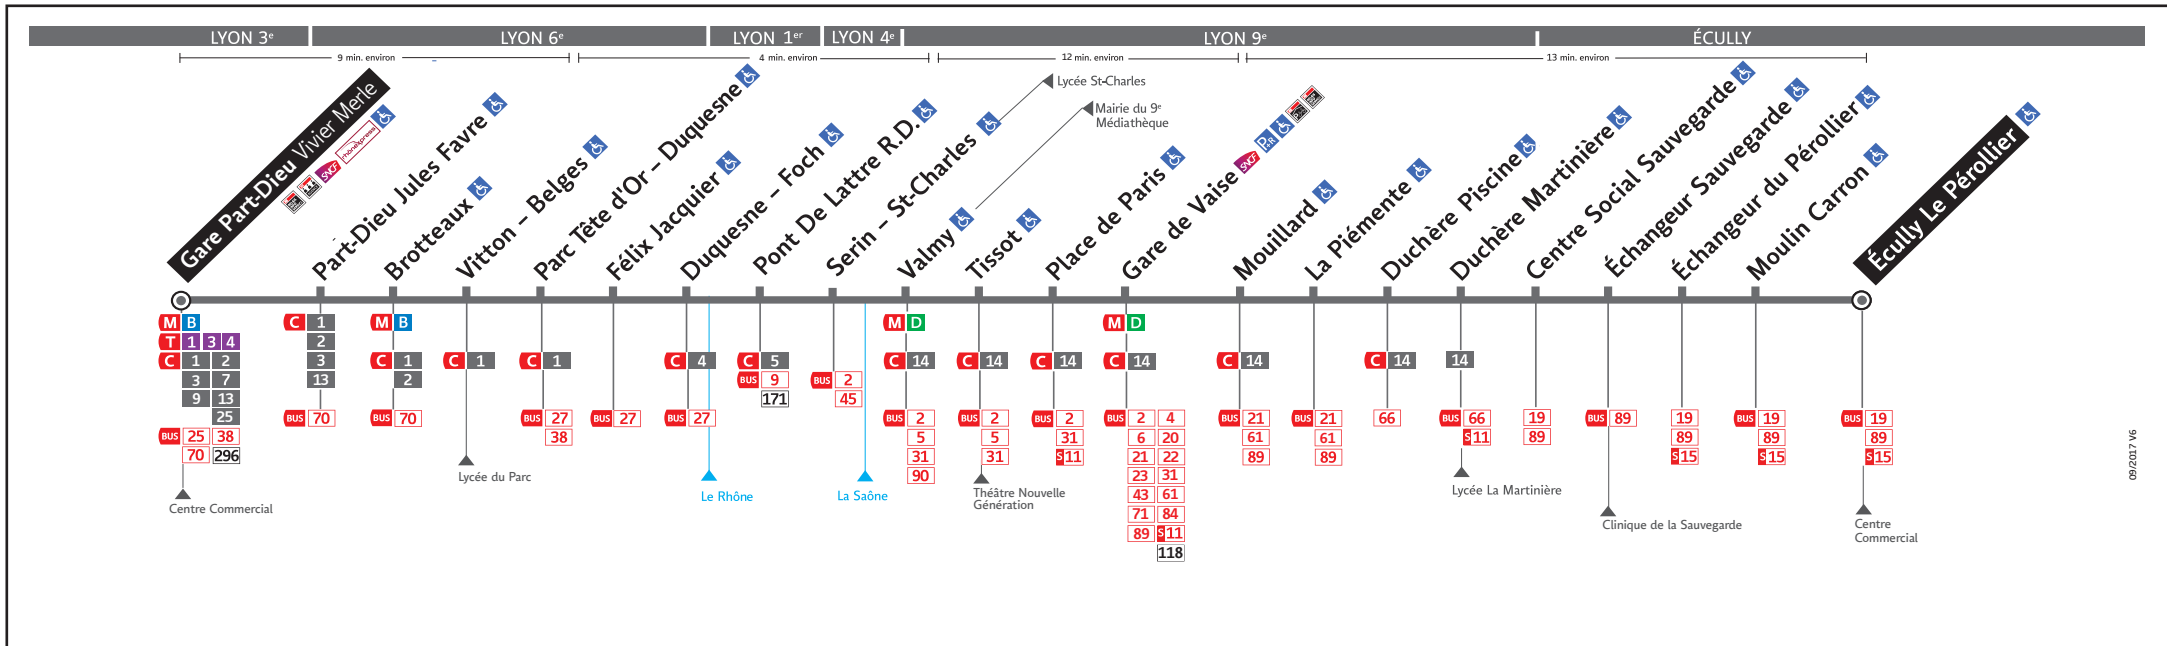 LYON 3e
LYON 6e
LYON 1er
LYON 4e
LYON 9e
ÉCULLY
9 min. environ
4 min. environ
12 min. environ
13 min. environ
Gare Part-Dieu Vivier Merle
SNCF
rhônexpress
Part-Dieu Jules Favre
Brotteaux
Vitton – Belges
Parc Tête d'Or – Duquesne
Félix Jacquier
Duquesne – Foch
Pont De Lattre R.D.
Serin – St-Charles
Lycée St-Charles
Valmy
Mairie du 9e
Médiathèque
Tissot
Place de Paris
Gare de Vaise
SNCF
P+R
Mouillard
La Piémente
Duchère Piscine
Duchère Martinière
Centre Social Sauvegarde
Échangeur Sauvegarde
Échangeur du Pérollier
Moulin Carron
Écully Le Pérollier
M B
T 1 3 4
C 1 2
3 7
9 13
25
BUS 25 38
70 296
Centre Commercial
C 1
2
3
13
BUS 70
M B
C 1
2
BUS 70
C 1
Lycée du Parc
C 1
BUS 27
38
BUS 27
C 4
BUS 27
Le Rhône
C 5
BUS 9
171
BUS 2
45
La Saône
M D
C 14
BUS 2
5
31
90
C 14
BUS 2
5
31
Théâtre Nouvelle
Génération
C 14
BUS 2
31
S 11
M D
C 14
BUS 2 4
6 20
21 22
23 31
43 61
71 84
89 S 11
118
C 14
BUS 21
61
89
BUS 21
61
89
C 14
66
14
BUS 66
S 11
Lycée La Martinière
19
89
BUS 89
Clinique de la Sauvegarde
19
89
S 15
BUS 19
89
S 15
BUS 19
89
S 15
Centre
Commercial
09/2017 V6